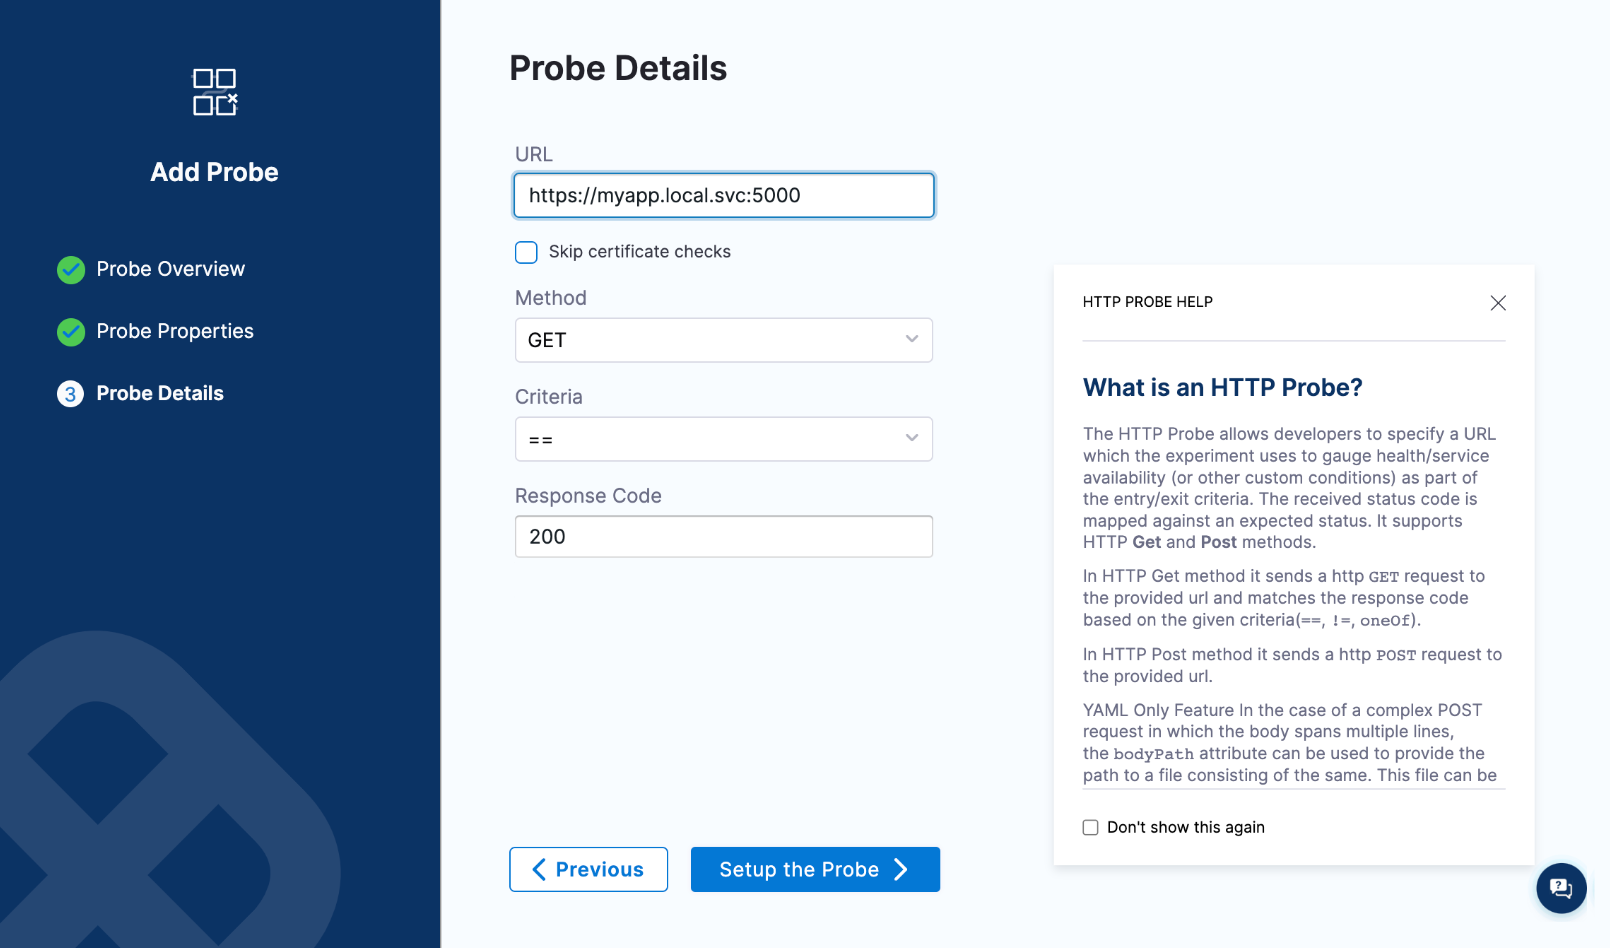 Add Probe
Probe Overview
Probe Properties
3 Probe Details
Probe Details
URL
https://myapp.local.svc:5000
Skip certificate checks
Method
GET
Criteria
==
Response Code
200
Previous
Setup the Probe
HTTP PROBE HELP
What is an HTTP Probe?
The HTTP Probe allows developers to specify a URL
which the experiment uses to gauge health/service
availability (or other custom conditions) as part of
the entry/exit criteria. The received status code is
mapped against an expected status. It supports
HTTP Get and Post methods.
In HTTP Get method it sends a http GET request to
the provided url and matches the response code
based on the given criteria(==, !=, oneOf).
In HTTP Post method it sends a http POST request to
the provided url.
YAML Only Feature In the case of a complex POST
request in which the body spans multiple lines,
the bodyPath attribute can be used to provide the
path to a file consisting of the same. This file can be
Don't show this again
?